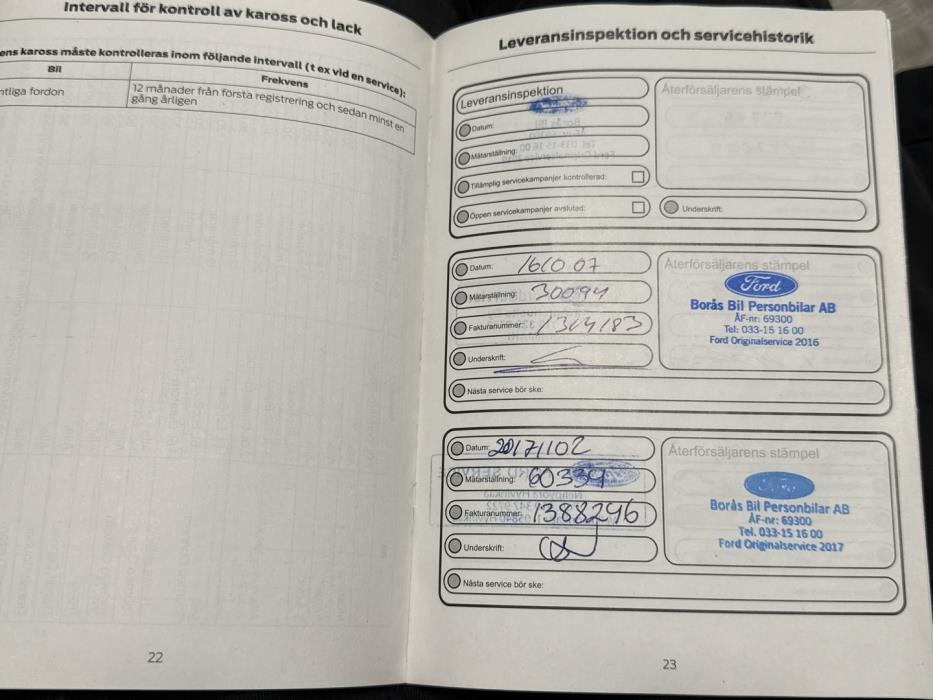 Intervall för kontroll av kaross och lack
ens kaross måste kontrolleras inom följande intervall (t ex vid en service):
Bil
Frekvens
ntliga fordon
12 månader från första registrering och sedan minst en
gång årligen
22
Leveransinspektion och servicehistorik
Leveransinspektion
Datum:
Mätarställning:
Tillämplig servicekampanjer kontrollerad:
Öppen servicekampanjer avslutad:
Återförsäljarens stämpel
Underskrift:
Datum: 161007
Mätarställning: 30094
Fakturanummer:
Underskrift:
Nästa service bör ske:
Återförsäljarens stämpel
Ford
Borås Bil Personbilar AB
ÅF-nr: 69300
Tel: 033-15 16 00
Ford Originalservice 2016
Datum: 20171102
Mätarställning: 60339
Fakturanummer: 1388246
Underskrift:
Nästa service bör ske:
Återförsäljarens stämpel
Borås Bil Personbilar AB
ÅF-nr: 69300
Tel. 033-15 16 00
Ford Originalservice 2017
23